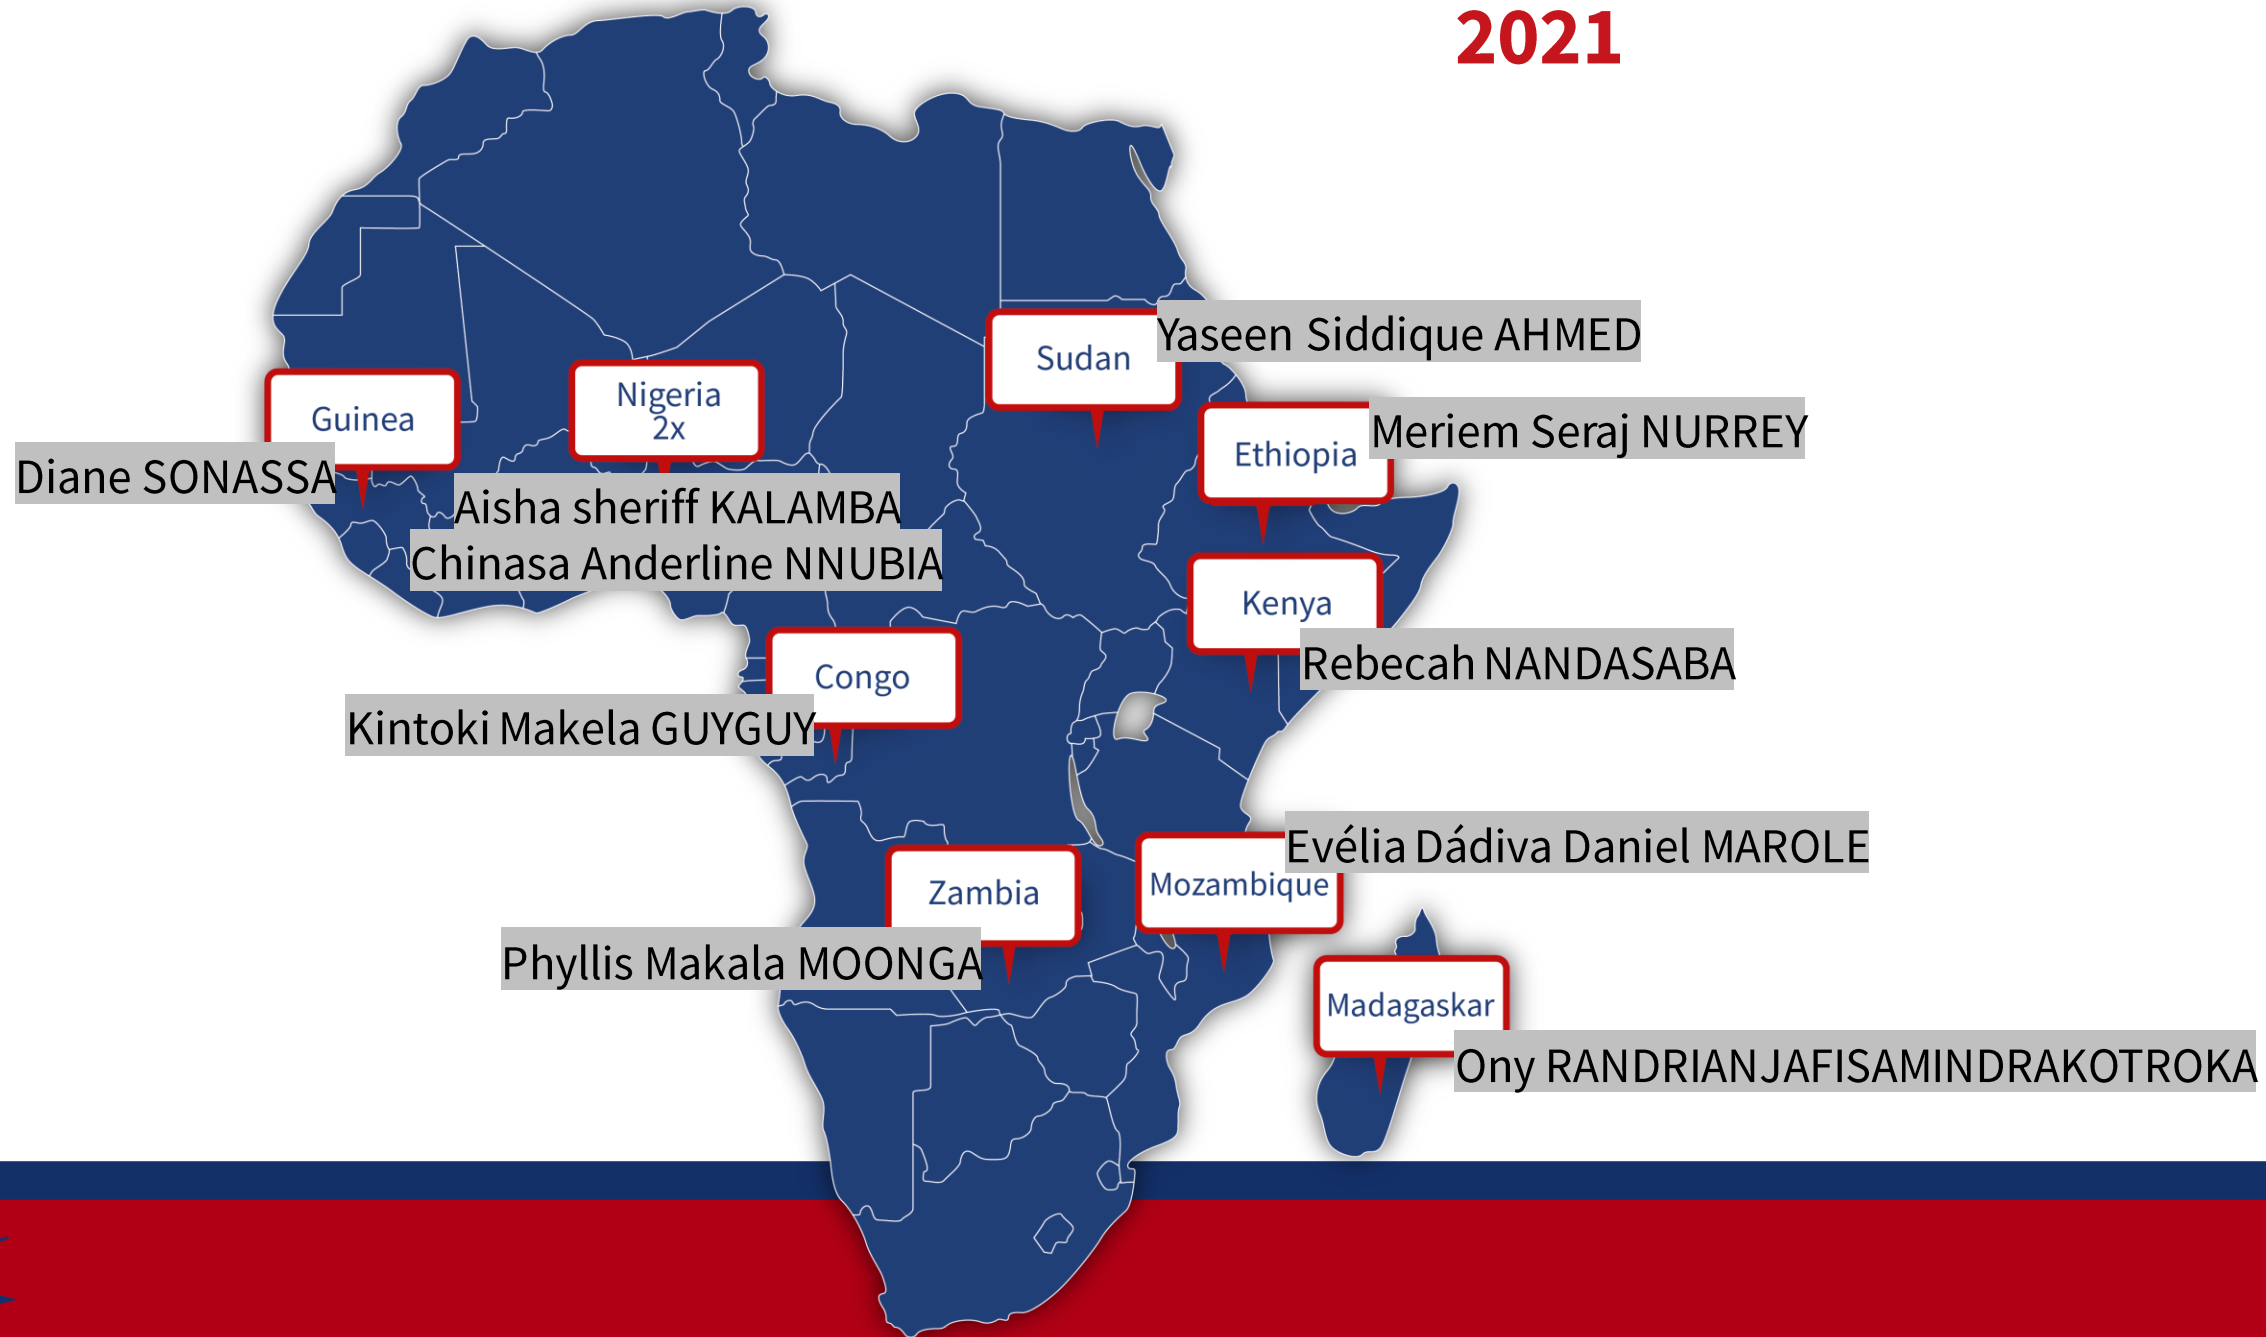 2021
Sudan
Yaseen Siddique AHMED
Guinea
Diane SONASSA
Nigeria
2x
Aisha sheriff KALAMBA
Chinasa Anderline NNUBIA
Ethiopia
Meriem Seraj NURREY
Kenya
Rebecah NANDASABA
Congo
Kintoki Makela GUYGUY
Zambia
Phyllis Makala MOONGA
Evélia Dádiva Daniel MAROLE
Mozambique
Madagaskar
Ony RANDRIANJAFISAMINDRAKOTROKA